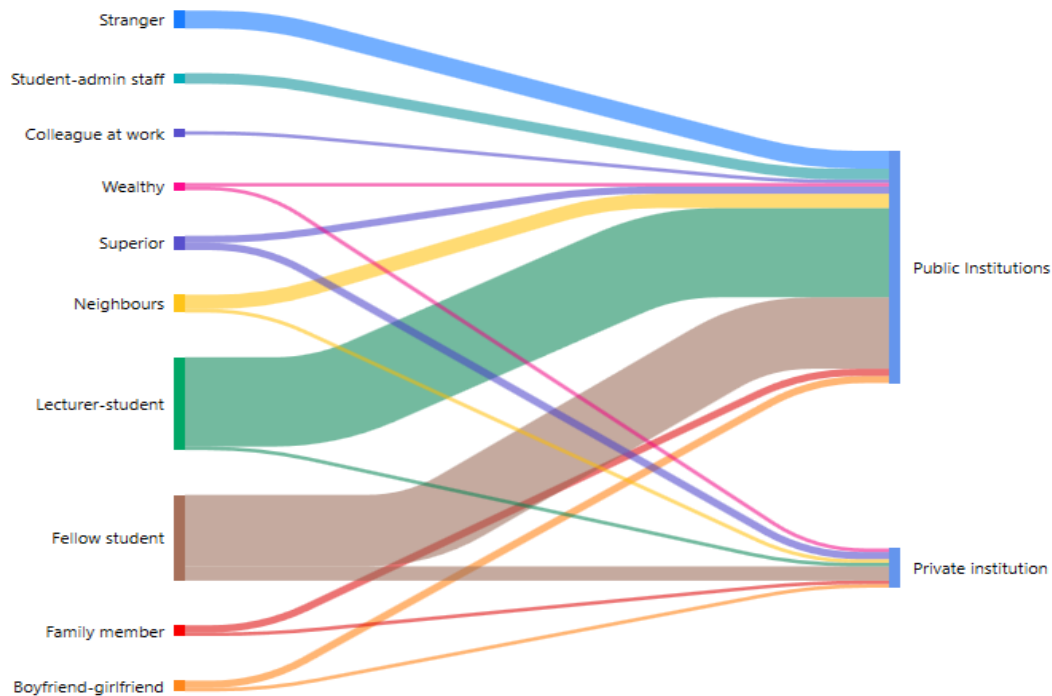 Stranger
Student-admin staff
Colleague at work
Wealthy
Superior
Neighbours
Lecturer-student
Fellow student
Family member
Boyfriend-girlfriend
Public Institutions
Private institution